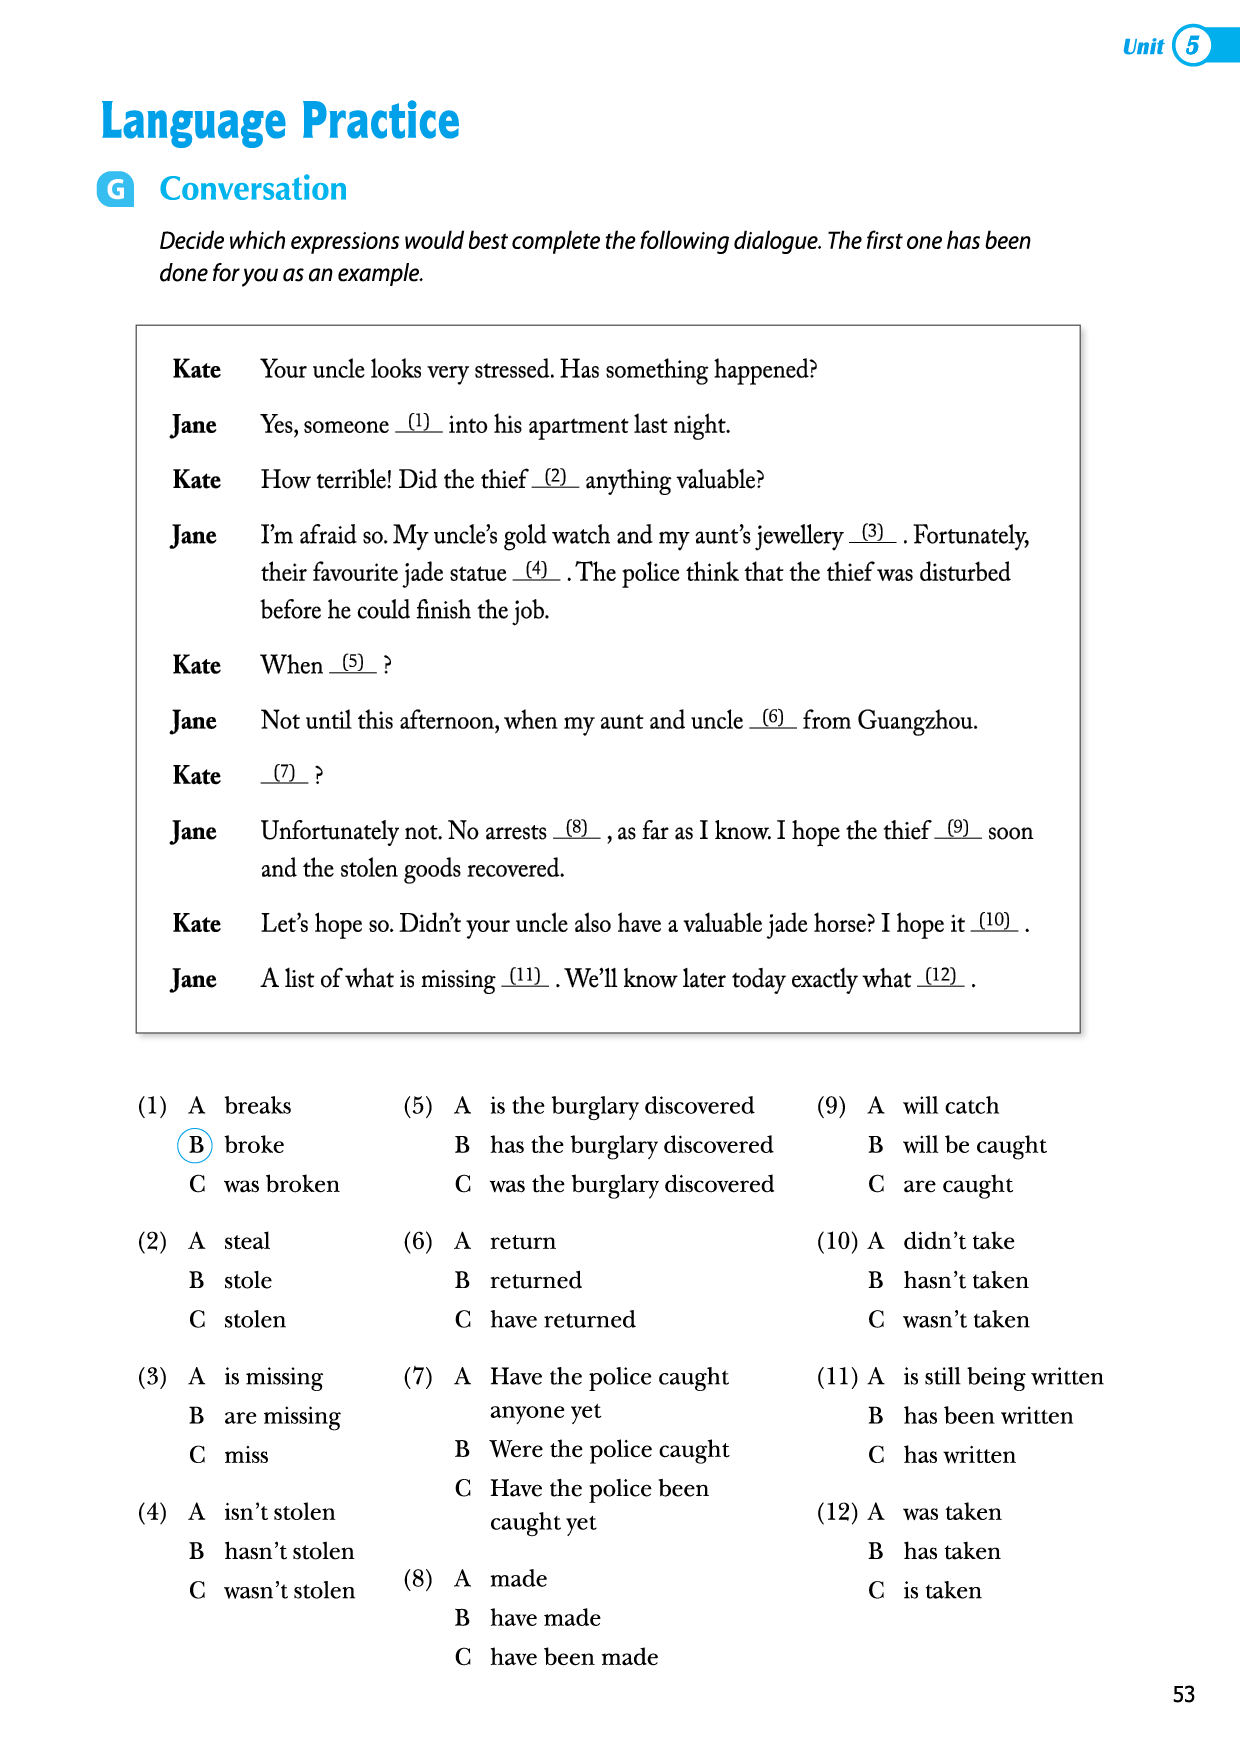 Unit 5
Language Practice
G Conversation
Decide which expressions would best complete the following dialogue. The first one has been
done for you as an example.
Kate Your uncle looks very stressed. Has something happened?
Jane Yes, someone (1) into his apartment last night.
Kate How terrible! Did the thief (2) anything valuable?
Jane I'm afraid so. My uncle's gold watch and my aunt's jewellery (3) . Fortunately,
their favourite jade statue (4) . The police think that the thief was disturbed
before he could finish the job.
Kate When (5) ?
Jane Not until this afternoon, when my aunt and uncle (6) from Guangzhou.
Kate (7) ?
Jane Unfortunately not. No arrests (8) , as far as I know. I hope the thief (9) soon
and the stolen goods recovered.
Kate Let's hope so. Didn't your uncle also have a valuable jade horse? I hope it (10) .
Jane A list of what is missing (11) . We'll know later today exactly what (12) .
(1) A breaks
B broke
C was broken
(2) A steal
B stole
C stolen
(3) A is missing
B are missing
C miss
(4) A isn't stolen
B hasn't stolen
C wasn't stolen
(5) A is the burglary discovered
B has the burglary discovered
C was the burglary discovered
(6) A return
B returned
C have returned
(7) A Have the police caught
anyone yet
B Were the police caught
C Have the police been
caught yet
(8) A made
B have made
C have been made
(9) A will catch
B will be caught
C are caught
(10) A didn't take
B hasn't taken
C wasn't taken
(11) A is still being written
B has been written
C has written
(12) A was taken
B has taken
C is taken
53